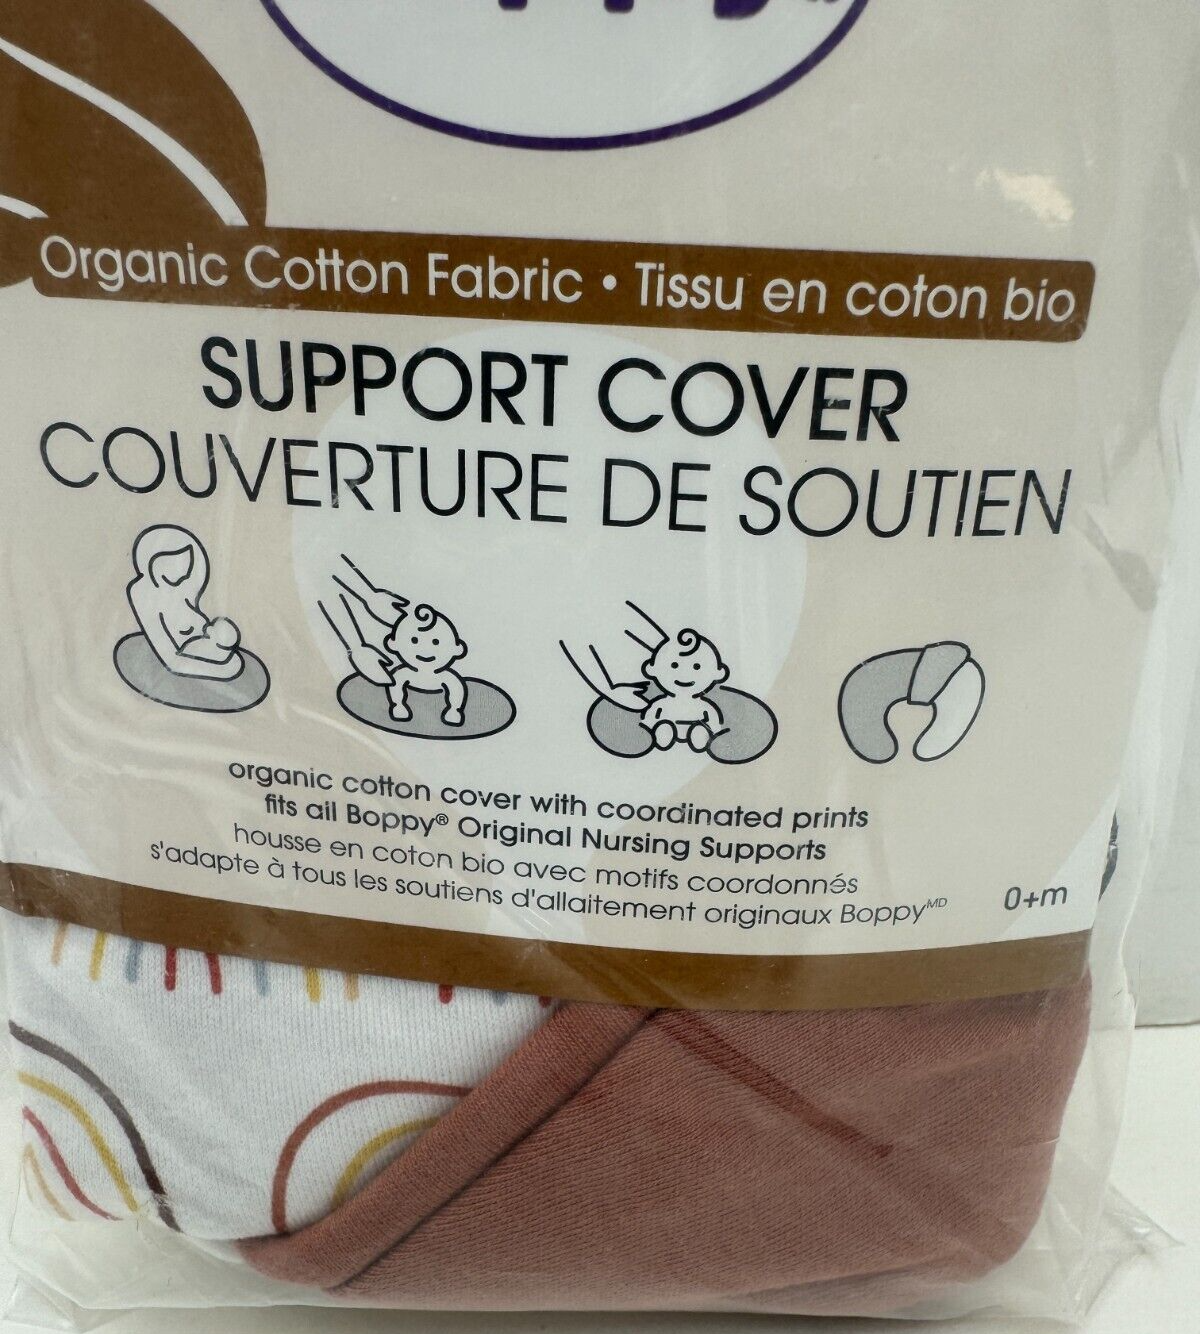 Organic Cotton Fabric • Tissu en coton bio
SUPPORT COVER
COUVERTURE DE SOUTIEN
organic cotton cover with coordinated prints
fits all Boppy® Original Nursing Supports
housse en coton bio avec motifs coordonnés
s'adapte à tous les soutiens d'allaitement originaux Boppy MD
0+m